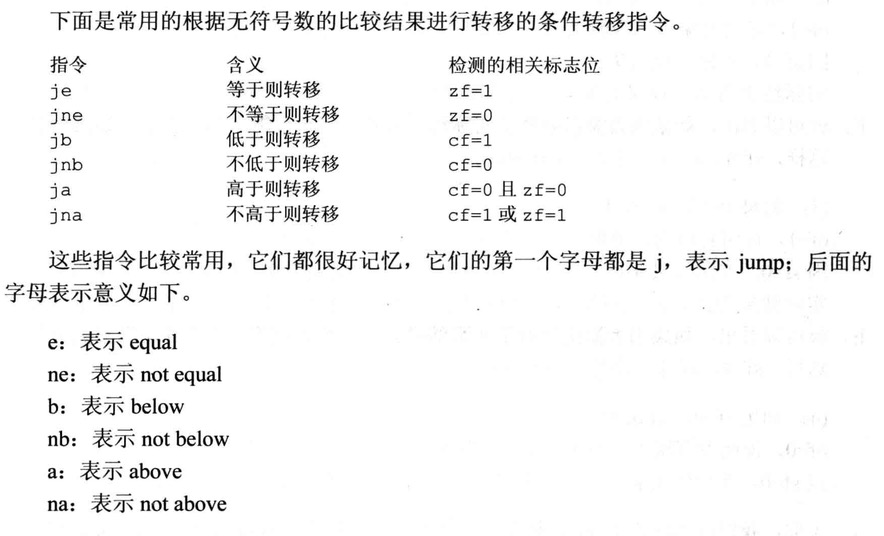 下面是常用的根据无符号数的比较结果进行转移的条件转移指令。
指令 含义 检测的相关标志位
je 等于则转移 zf=1
jne 不等于则转移 zf=0
jb 低于则转移 cf=1
jnb 不低于则转移 cf=0
ja 高于则转移 cf=0 且 zf=0
jna 不高于则转移 cf=1 或 zf=1
这些指令比较常用，它们都很好记忆，它们的第一个字母都是 j，表示 jump；后面的
字母表示意义如下。
e：表示 equal
ne：表示 not equal
b：表示 below
nb：表示 not below
a：表示 above
na：表示 not above